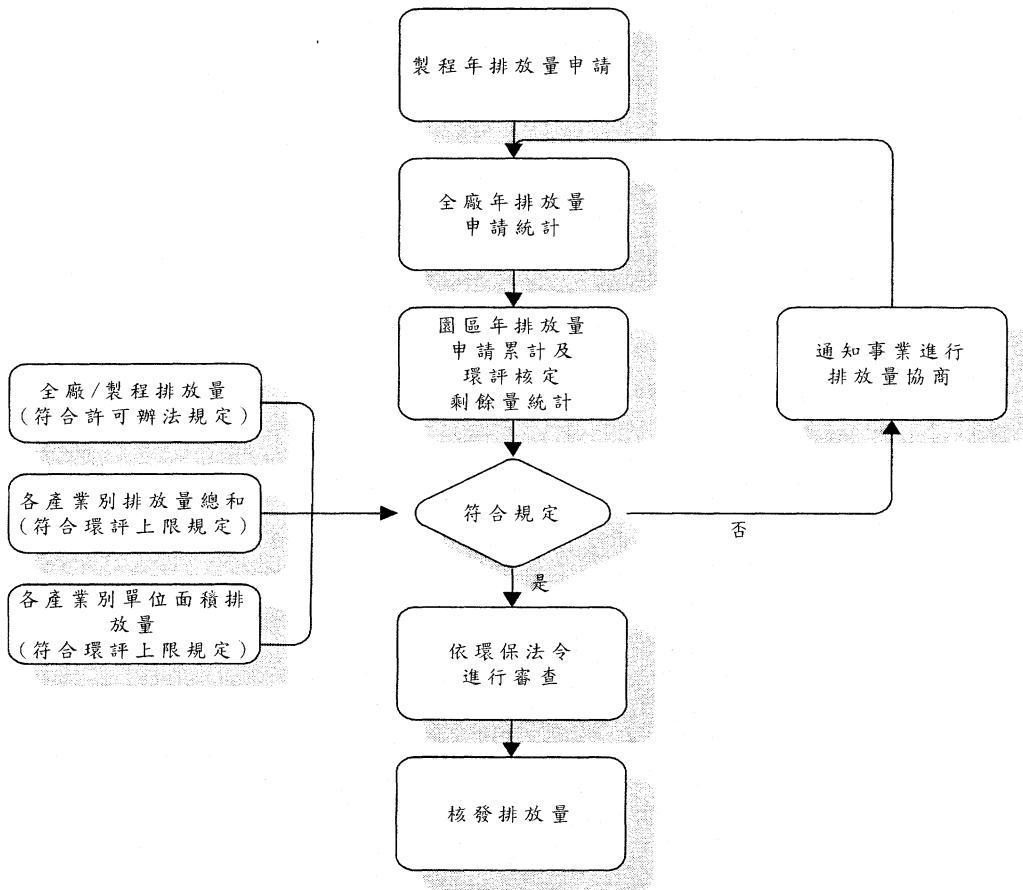 製程年排放量申請
全廠年排放量
申請統計
園區年排放量
申請累計及
環評核定
剩餘量統計
通知事業進行
排放量協商
全廠/製程排放量
(符合許可辦法規定)
各產業別排放量總和
(符合環評上限規定)
各產業別單位面積排
放量
(符合環評上限規定)
符合規定
否
是
依環保法令
進行審查
核發排放量